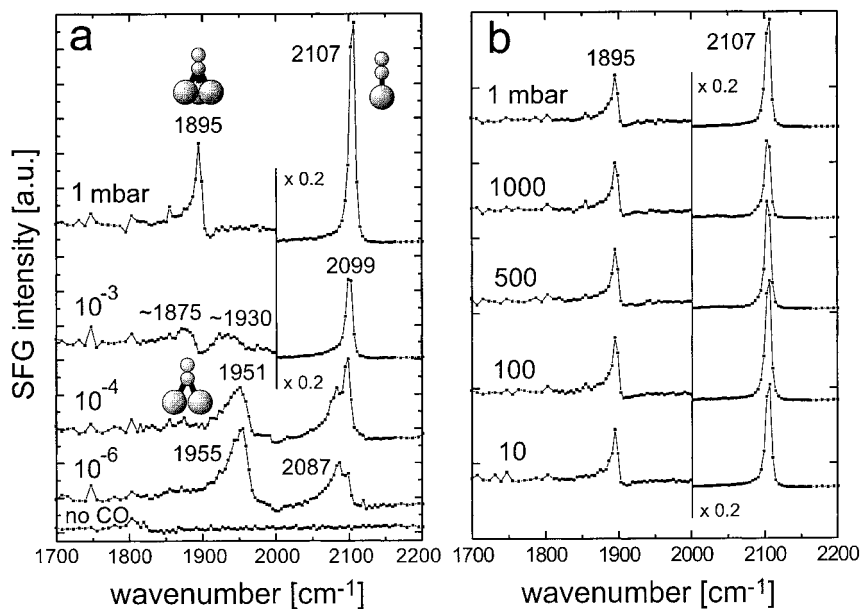 a
2107
1895
1 mbar
x 0.2
2099
10-3
~1875
~1930
x 0.2
10-4
1951
10-6
1955
2087
no CO
1700 1800 1900 2000 2100 2200
wavenumber [cm-1]
SFG intensity [a.u.]
b
2107
1895
1 mbar
x 0.2
1000
500
100
10
x 0.2
1700 1800 1900 2000 2100 2200
wavenumber [cm-1]